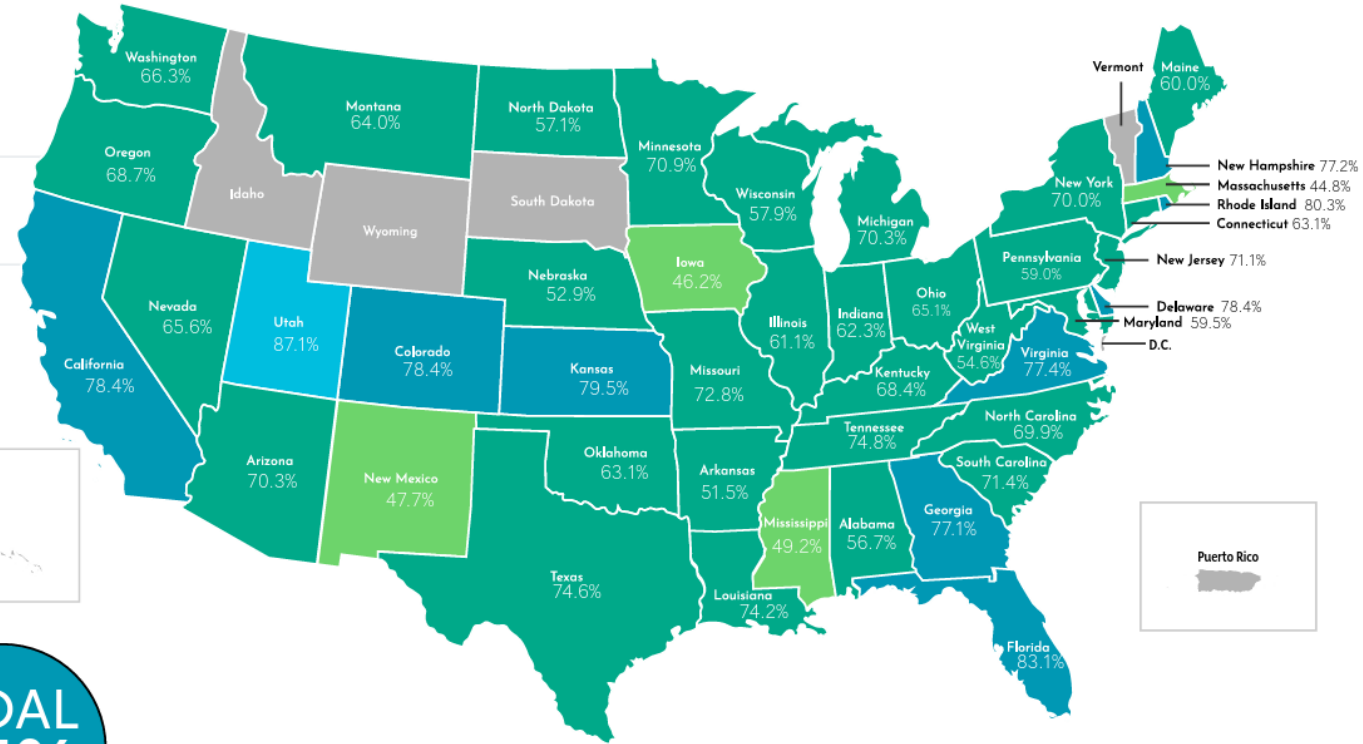 Washington
66.3%
Oregon
68.7%
Idaho
Montana
64.0%
North Dakota
57.1%
South Dakota
Wyoming
Minnesota
70.9%
Wisconsin
57.9%
Michigan
70.3%
Iowa
46.2%
Nebraska
52.9%
Nevada
65.6%
Utah
87.1%
Colorado
78.4%
Kansas
79.5%
California
78.4%
Missouri
72.8%
Illinois
61.1%
Indiana
62.3%
Ohio
65.1%
Kentucky
68.4%
West
Virginia
54.6%
Virginia
77.4%
Pennsylvania
59.0%
New York
70.0%
Vermont
Maine
60.0%
New Hampshire 77.2%
Massachusetts 44.8%
Rhode Island 80.3%
Connecticut 63.1%
New Jersey 71.1%
Delaware 78.4%
Maryland 59.5%
D.C.
North Carolina
69.9%
South Carolina
71.4%
Tennessee
74.8%
Arizona
70.3%
New Mexico
47.7%
Oklahoma
63.1%
Arkansas
51.5%
Texas
74.6%
Louisiana
74.2%
Mississippi
49.2%
Alabama
56.7%
Georgia
77.1%
Florida
83.1%
Puerto Rico